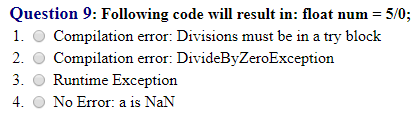 Question 9: Following code will result in: float num = 5/0;
1. Compilation error: Divisions must be in a try block
2. Compilation error: DivideByZeroException
3. Runtime Exception
4. No Error: a is NaN